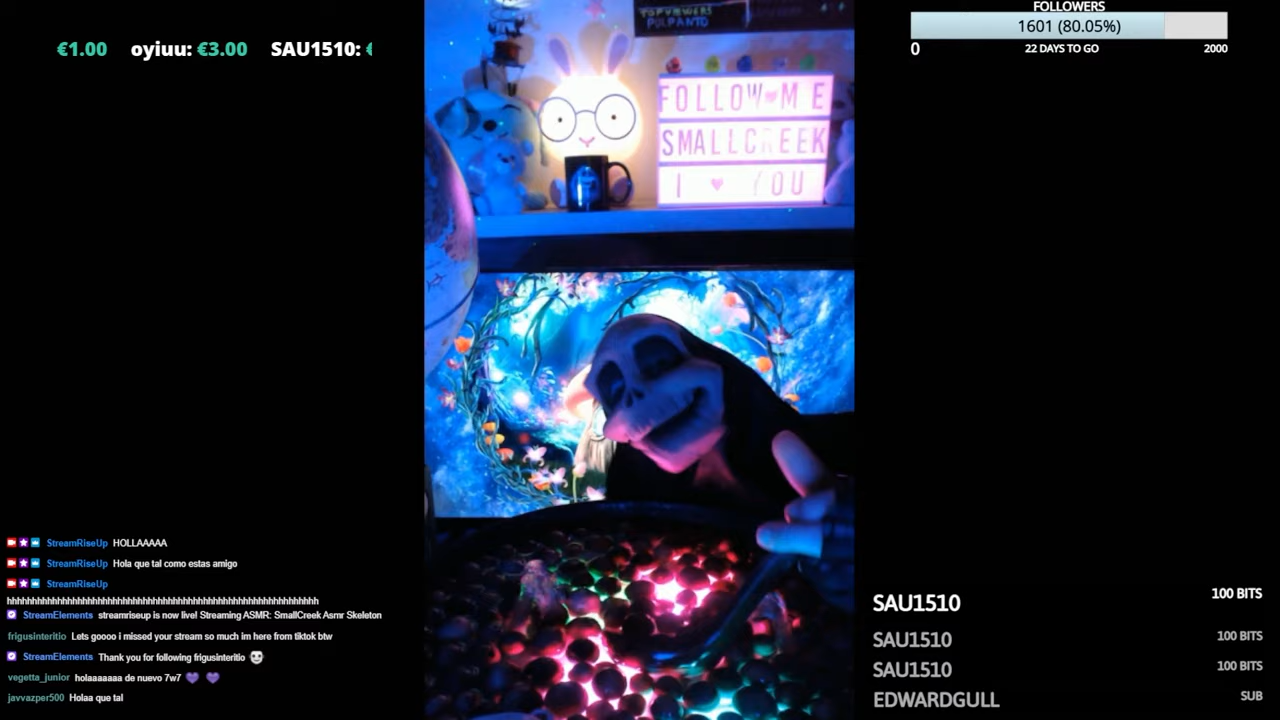 €1.00 oyiuu: €3.00 SAU1510: €
TOPVIEWERS
PULPANTO
FOLLOW ♥ ME
SMALLCREEK
I ♥ YOU
FOLLOWERS
1601 (80.05%)
0 22 DAYS TO GO 2000
StreamRiseUp HOLLAAAAA
StreamRiseUp Hola que tal como estas amigo
StreamRiseUp
hhhhhhhhhhhhhhhhhhhhhhhhhhhhhhhhhhhhhhhhhhhhhhhhhhhhhhhhhh
StreamElements streamriseup is now live! Streaming ASMR: SmallCreek Asmr Skeleton
frigusinteritio Lets goooo i missed your stream so much im here from tiktok btw
StreamElements Thank you for following frigusinteritio
vegetta_junior holaaaaaaa de nuevo 7w7 💜 💜
javvazper500 Holaa que tal
SAU1510 100 BITS
SAU1510 100 BITS
SAU1510 100 BITS
EDWARDGULL SUB